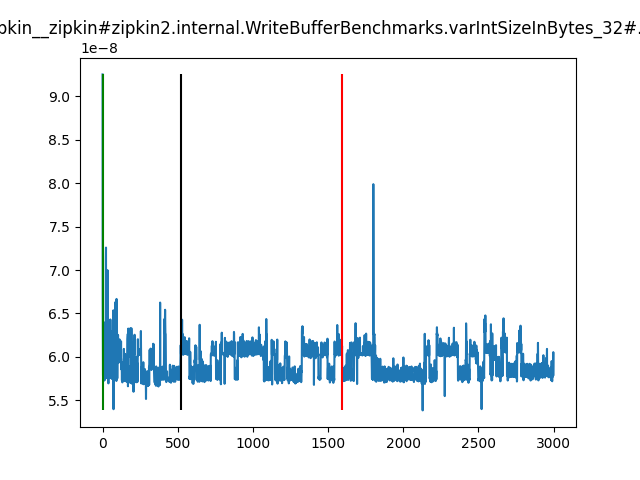 pkin__zipkin#zipkin2.internal.WriteBufferBenchmarks.varIntSizeInBytes_32#.
1e−8
9.0
8.5
8.0
7.5
7.0
6.5
6.0
5.5
0 500 1000 1500 2000 2500 3000